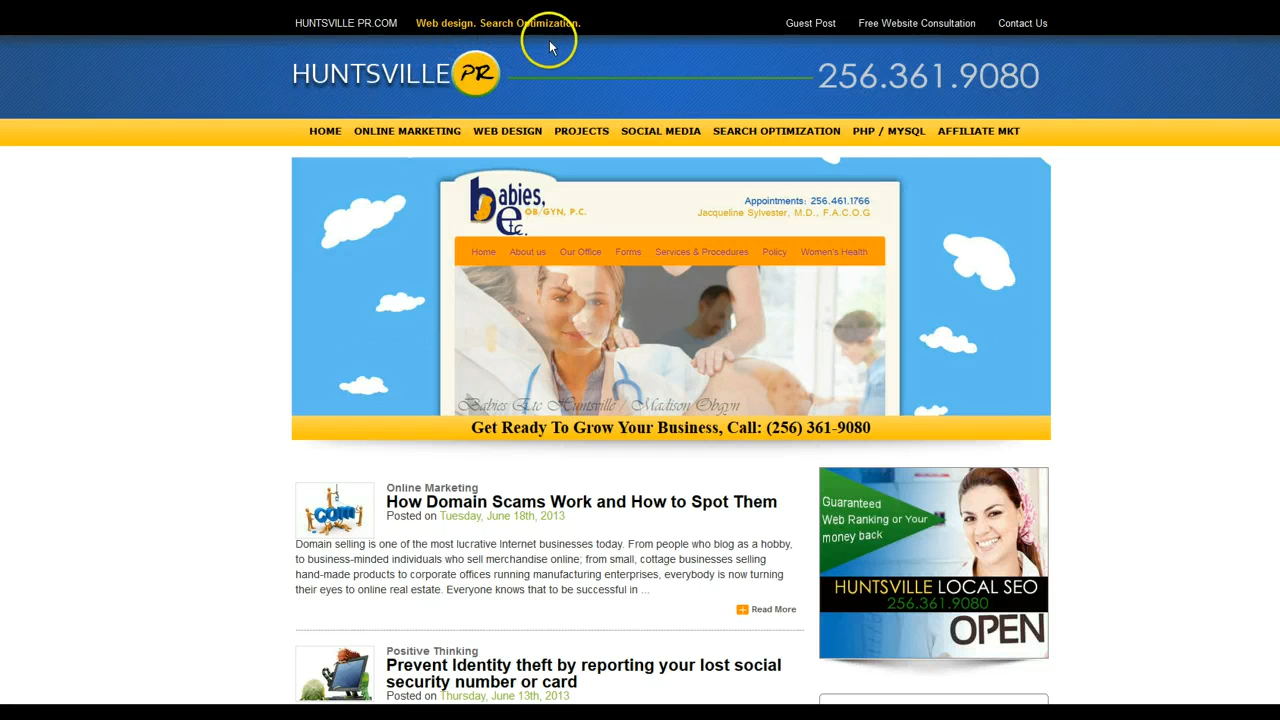 HUNTSVILLE PR.COM Web design. Search Optimization. Guest Post Free Website Consultation Contact Us
HUNTSVILLE PR 256.361.9080
HOME ONLINE MARKETING WEB DESIGN PROJECTS SOCIAL MEDIA SEARCH OPTIMIZATION PHP / MYSQL AFFILIATE MKT
babies, etc. OB/GYN, P.C.
Appointments: 256.461.1766
Jacqueline Sylvester, M.D., F.A.C.O.G
Home About us Our Office Forms Services & Procedures Policy Women's Health
Babies Etc Huntsville / Madison Obgyn
Get Ready To Grow Your Business, Call: (256) 361-9080
Online Marketing
How Domain Scams Work and How to Spot Them
Posted on Tuesday, June 18th, 2013
.com
Domain selling is one of the most lucrative Internet businesses today. From people who blog as a hobby,
to business-minded individuals who sell merchandise online; from small, cottage businesses selling
hand-made products to corporate offices running manufacturing enterprises, everybody is now turning
their eyes to online real estate. Everyone knows that to be successful in ...
Read More
Positive Thinking
Prevent Identity theft by reporting your lost social
security number or card
Posted on Thursday, June 13th, 2013
Guaranteed
Web Ranking or Your
money back
HUNTSVILLE LOCAL SEO
256.361.9080
OPEN